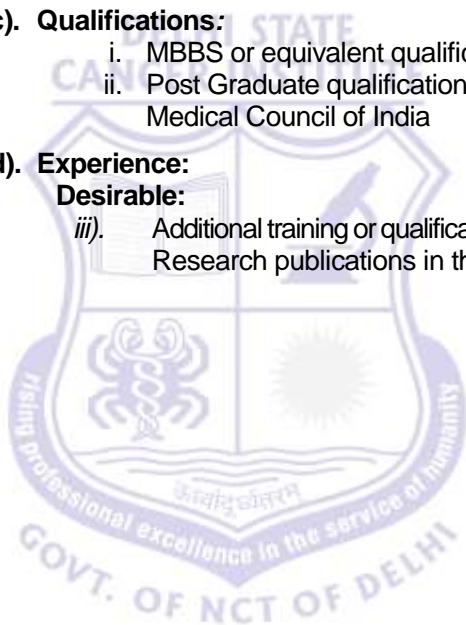 c). Qualifications:
i. MBBS or equivalent qualific
ii. Post Graduate qualification
Medical Council of India
d). Experience:
Desirable:
iii). Additional training or qualifica
Research publications in th
DELHI STATE
CANCER INSTITUTE
rising professional excellence in the service of humanity
GOVT. OF NCT OF DELHI